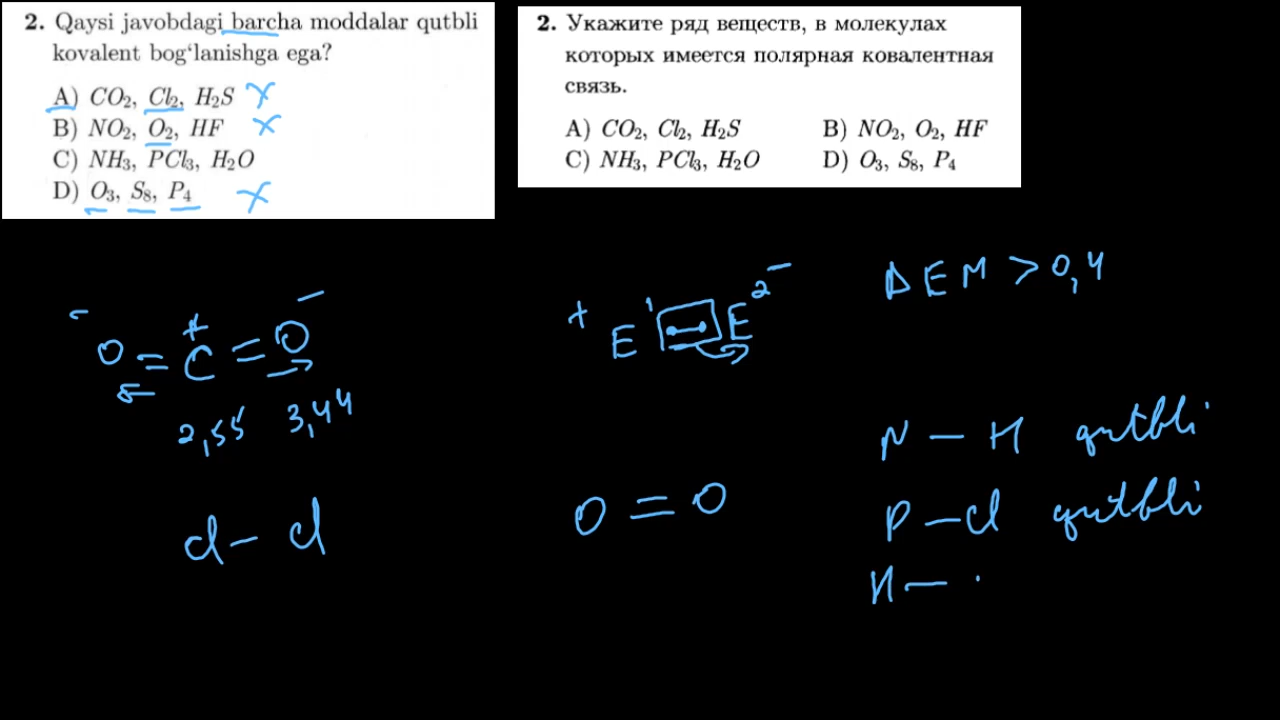 2. Qaysi javobdagi barcha moddalar qutbli
kovalent bog‘lanishga ega?
A) CO₂, Cl₂, H₂S
B) NO₂, O₂, HF
C) NH₃, PCl₃, H₂O
D) O₃, S₈, P₄
2. Укажите ряд веществ, в молекулах
которых имеется полярная ковалентная
связь.
A) CO₂, Cl₂, H₂S B) NO₂, O₂, HF
C) NH₃, PCl₃, H₂O D) O₃, S₈, P₄
O = C = O
2,55 3,44
Cl - Cl
+ E¹ E² -
O = O
ΔEM > 0,4
N - H qutbli
P - Cl qutbli
H -